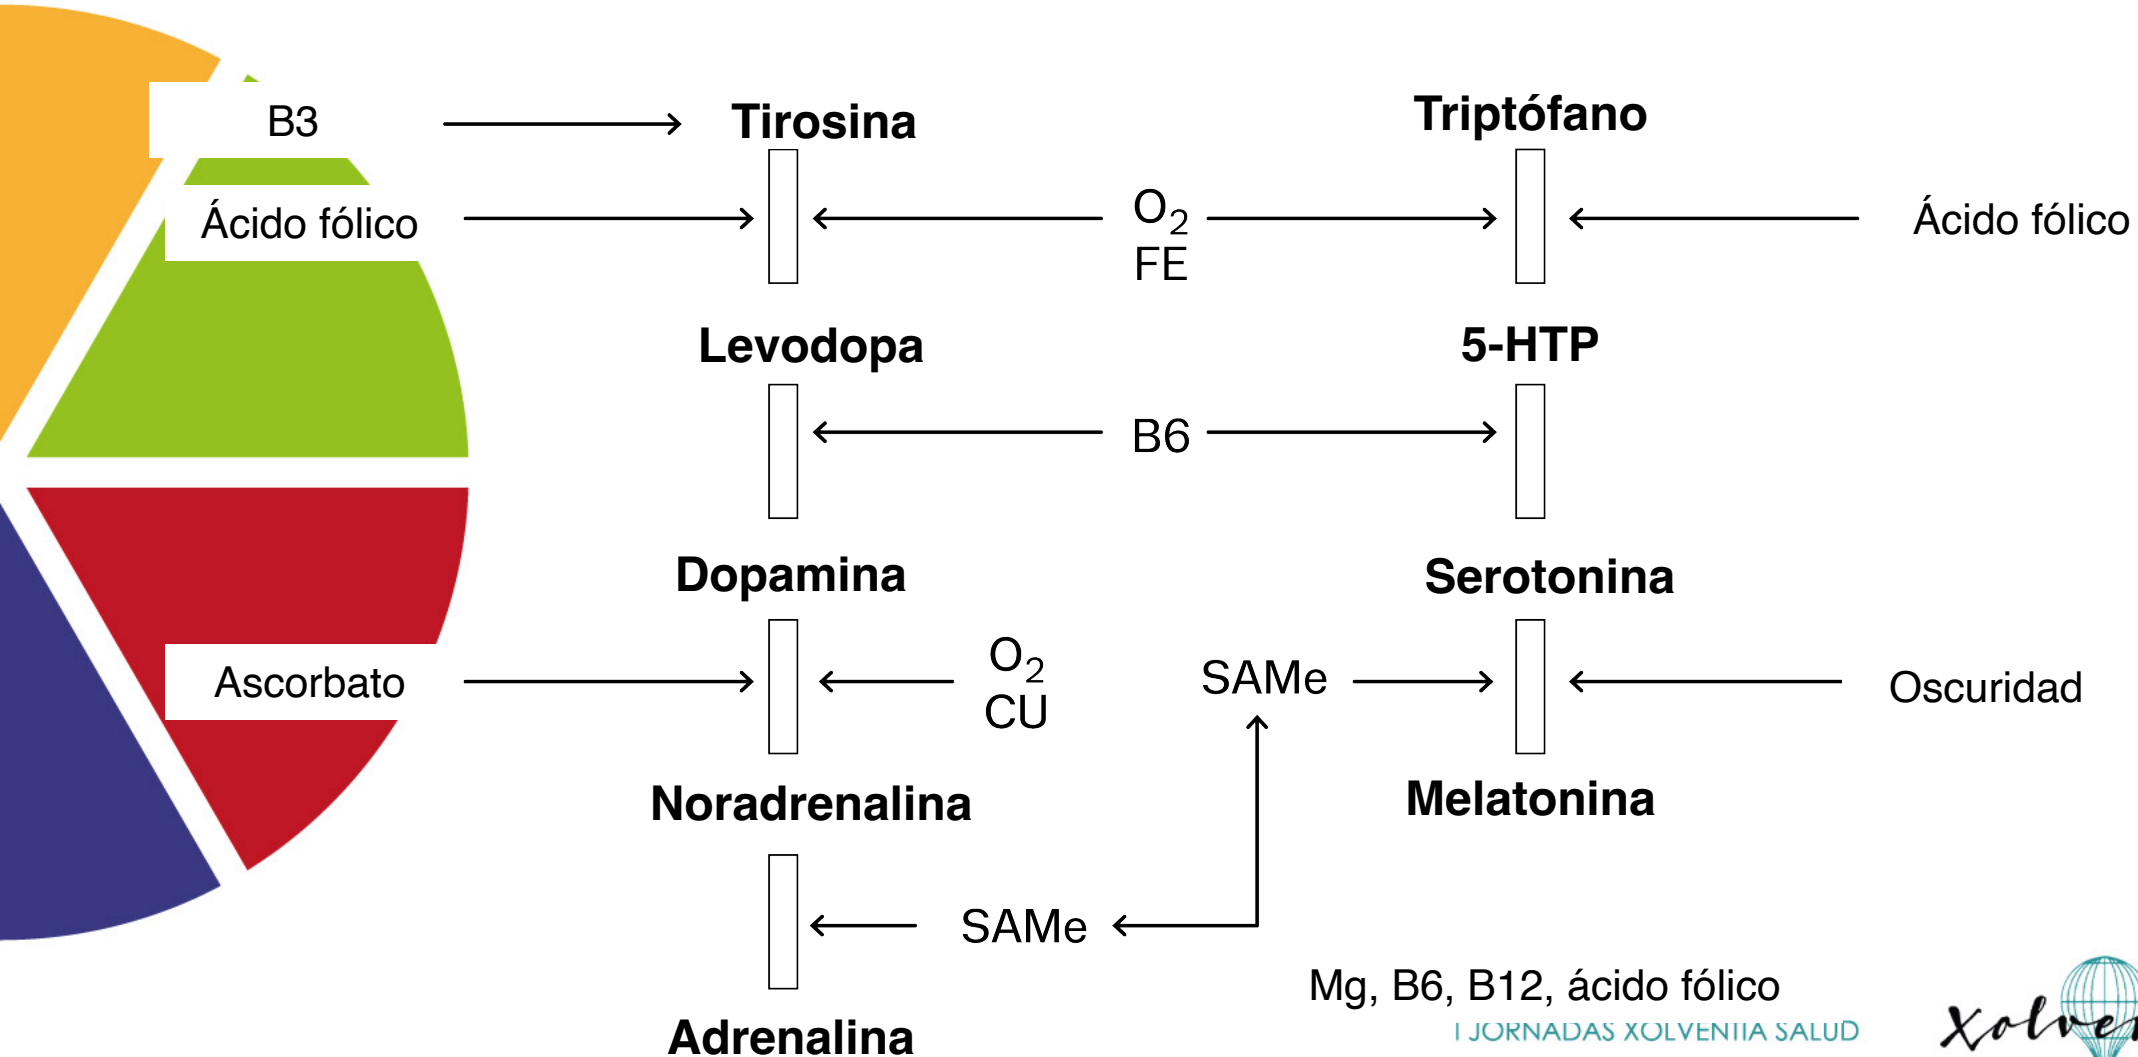 B3
Tirosina
Triptófano
Ácido fólico
O2
FE
Ácido fólico
Levodopa
5-HTP
B6
Dopamina
Serotonina
Ascorbato
O2
CU
SAMe
Oscuridad
Noradrenalina
Melatonina
SAMe
Mg, B6, B12, ácido fólico
Adrenalina
I JORNADAS XOLVENTIA SALUD